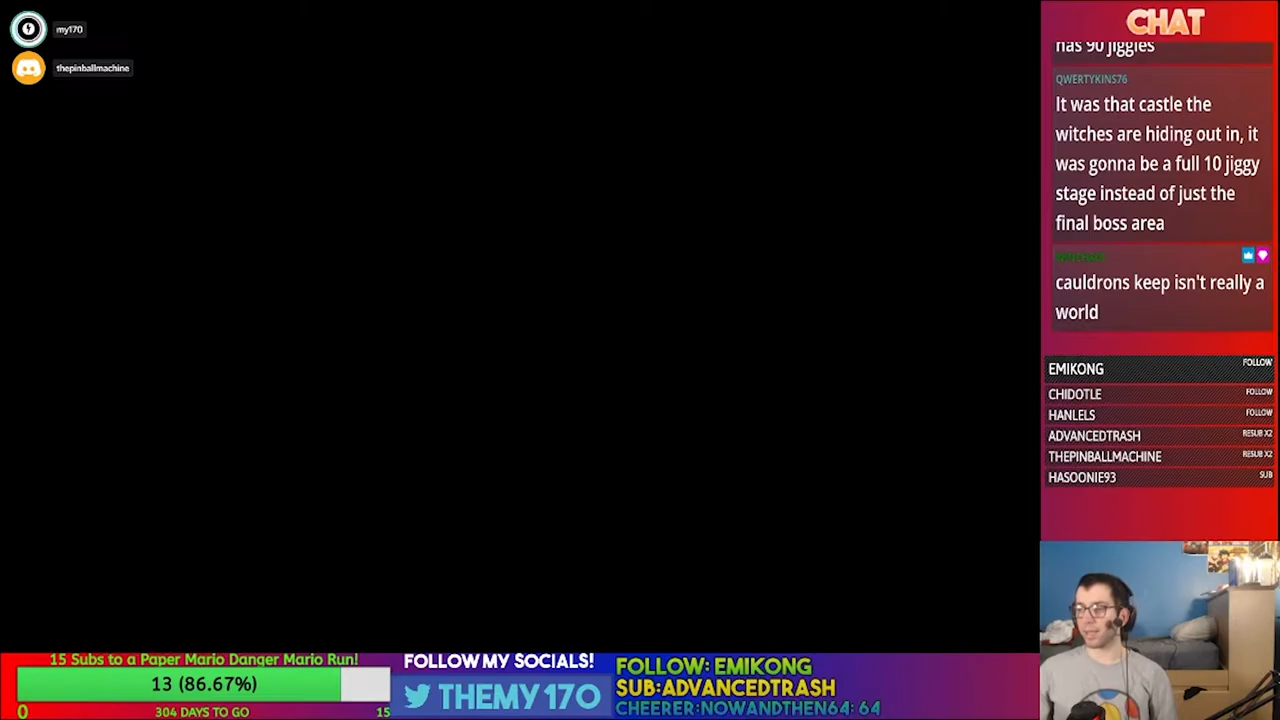 my170
thepinballmachine
CHAT
has 90 jiggies
QWERTYKINS76
It was that castle the
witches are hiding out in, it
was gonna be a full 10 jiggy
stage instead of just the
final boss area
cauldrons keep isn't really a
world
EMIKONG FOLLOW
CHIDOTLE FOLLOW
HANLELS FOLLOW
ADVANCEDTRASH RESUB X2
THEPINBALLMACHINE RESUB X2
HASOONIE93 SUB
15 Subs to a Paper Mario Danger Mario Run!
13 (86.67%)
0 304 DAYS TO GO 15
FOLLOW MY SOCIALS!
THEMY170
FOLLOW: EMIKONG
SUB:ADVANCEDTRASH
CHEERER:NOWANDTHEN64: 64